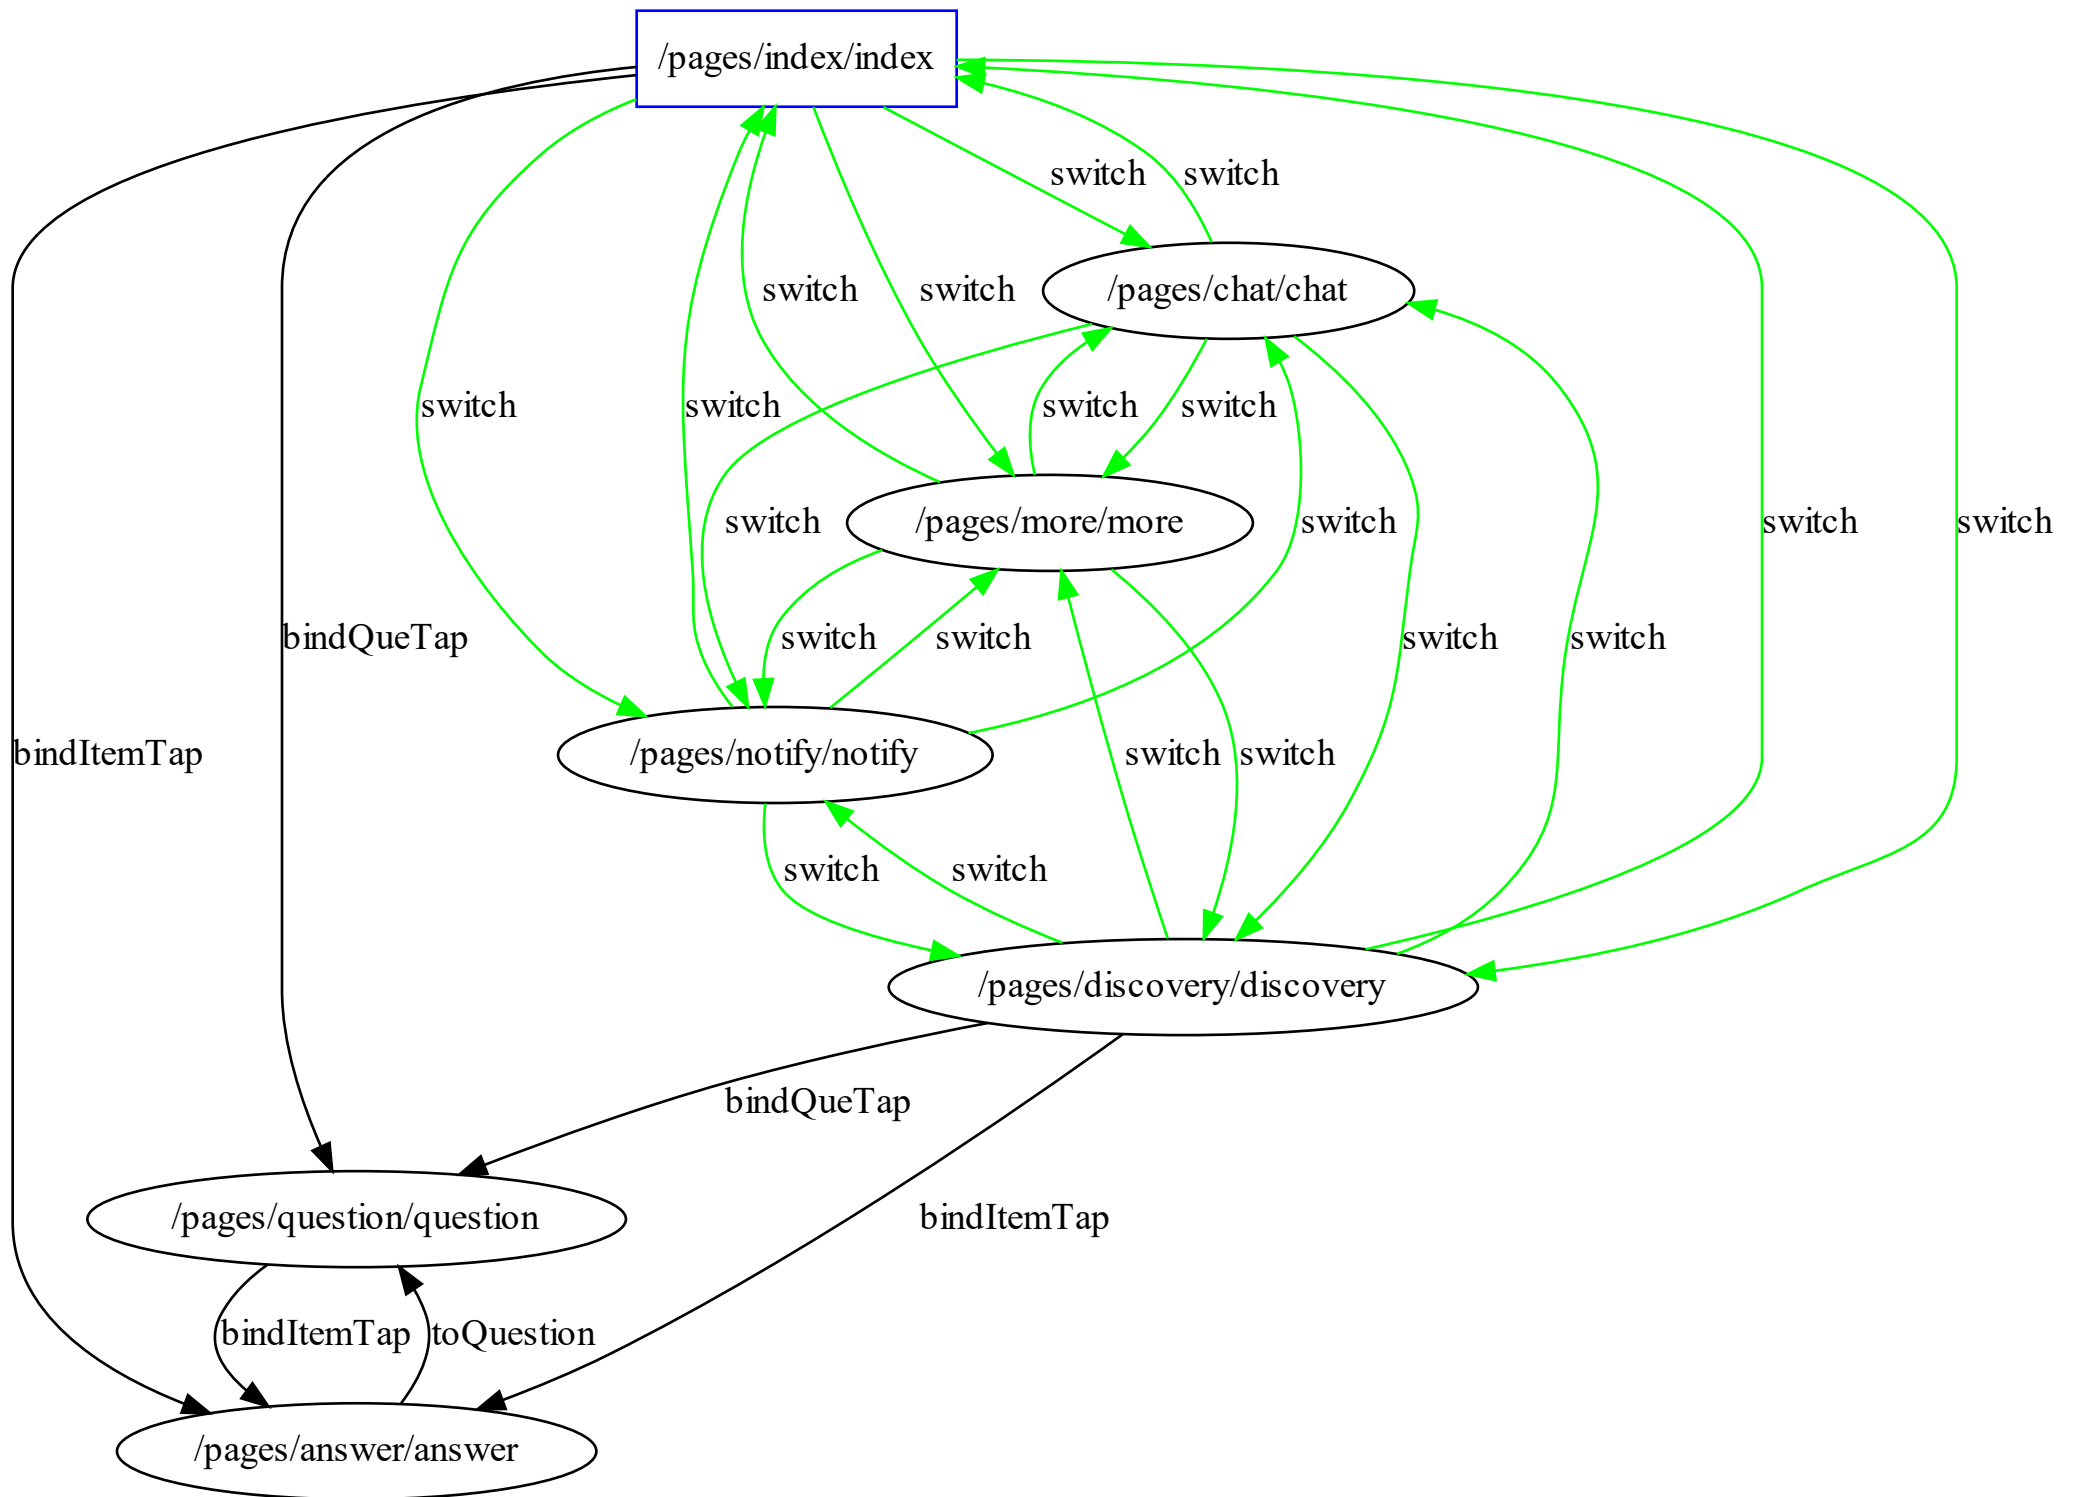 /pages/index/index
switch
switch
/pages/chat/chat
switch
switch
switch
switch
switch
switch
/pages/more/more
switch
switch
switch
switch
bindQueTap
switch
switch
switch
switch
bindItemTap
/pages/notify/notify
switch
switch
switch
switch
/pages/discovery/discovery
bindQueTap
/pages/question/question
bindItemTap
bindItemTap
toQuestion
/pages/answer/answer